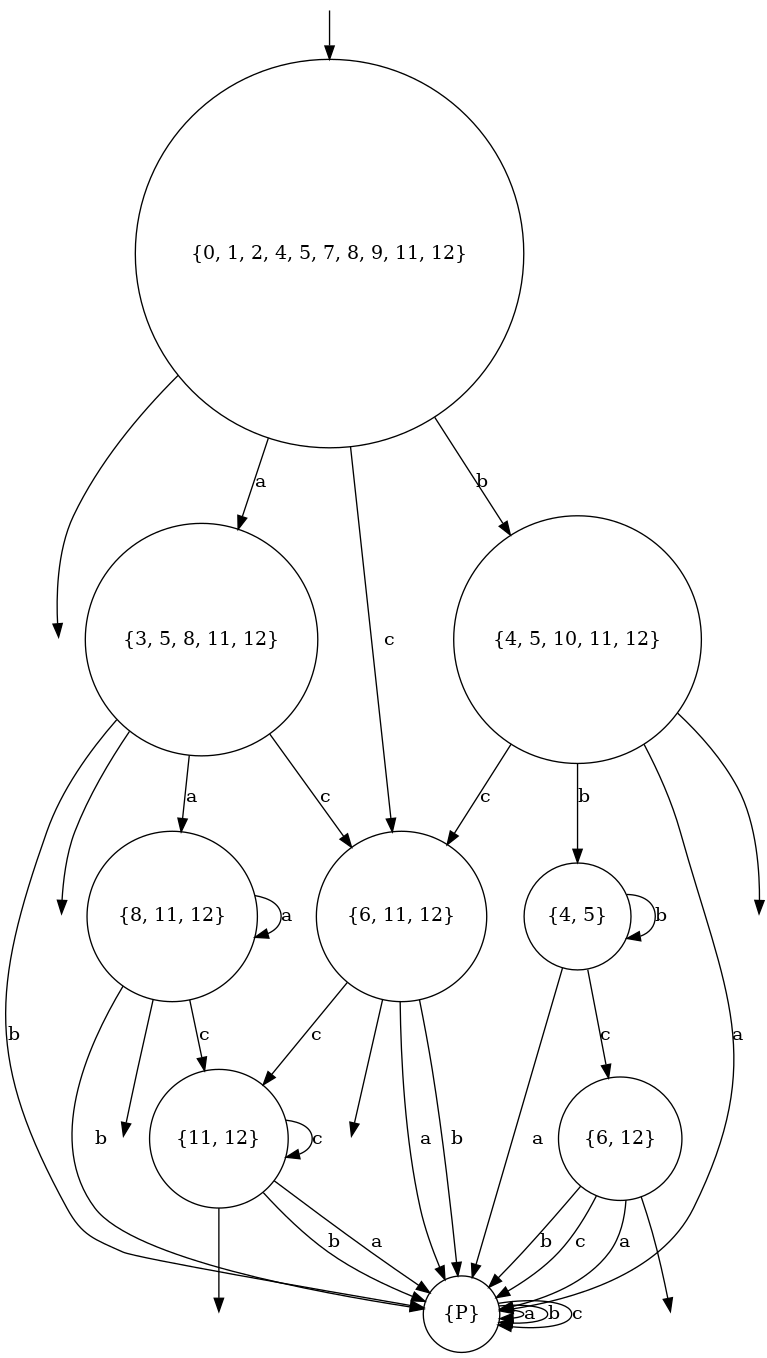 {0, 1, 2, 4, 5, 7, 8, 9, 11, 12}
a
b
{3, 5, 8, 11, 12}
c
{4, 5, 10, 11, 12}
a
c
c
b
{8, 11, 12}
a
{6, 11, 12}
{4, 5}
b
b
c
c
c
a
b
{11, 12}
c
a
b
a
{6, 12}
b
a
b
c
a
{P}
a
b
c